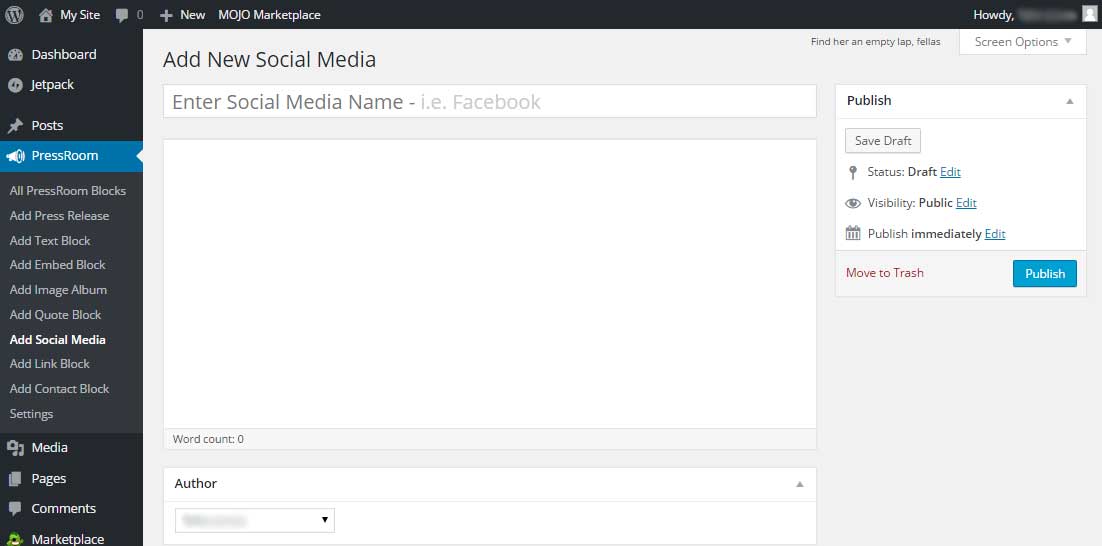 My Site 0 New MOJO Marketplace Howdy,
Find her an empty lap, fellas Screen Options
Dashboard
Jetpack
Posts
PressRoom
All PressRoom Blocks
Add Press Release
Add Text Block
Add Embed Block
Add Image Album
Add Quote Block
Add Social Media
Add Link Block
Add Contact Block
Settings
Media
Pages
Comments
Marketplace
Add New Social Media
Enter Social Media Name - i.e. Facebook
Word count: 0
Author
Publish
Save Draft
Status: Draft Edit
Visibility: Public Edit
Publish immediately Edit
Move to Trash Publish